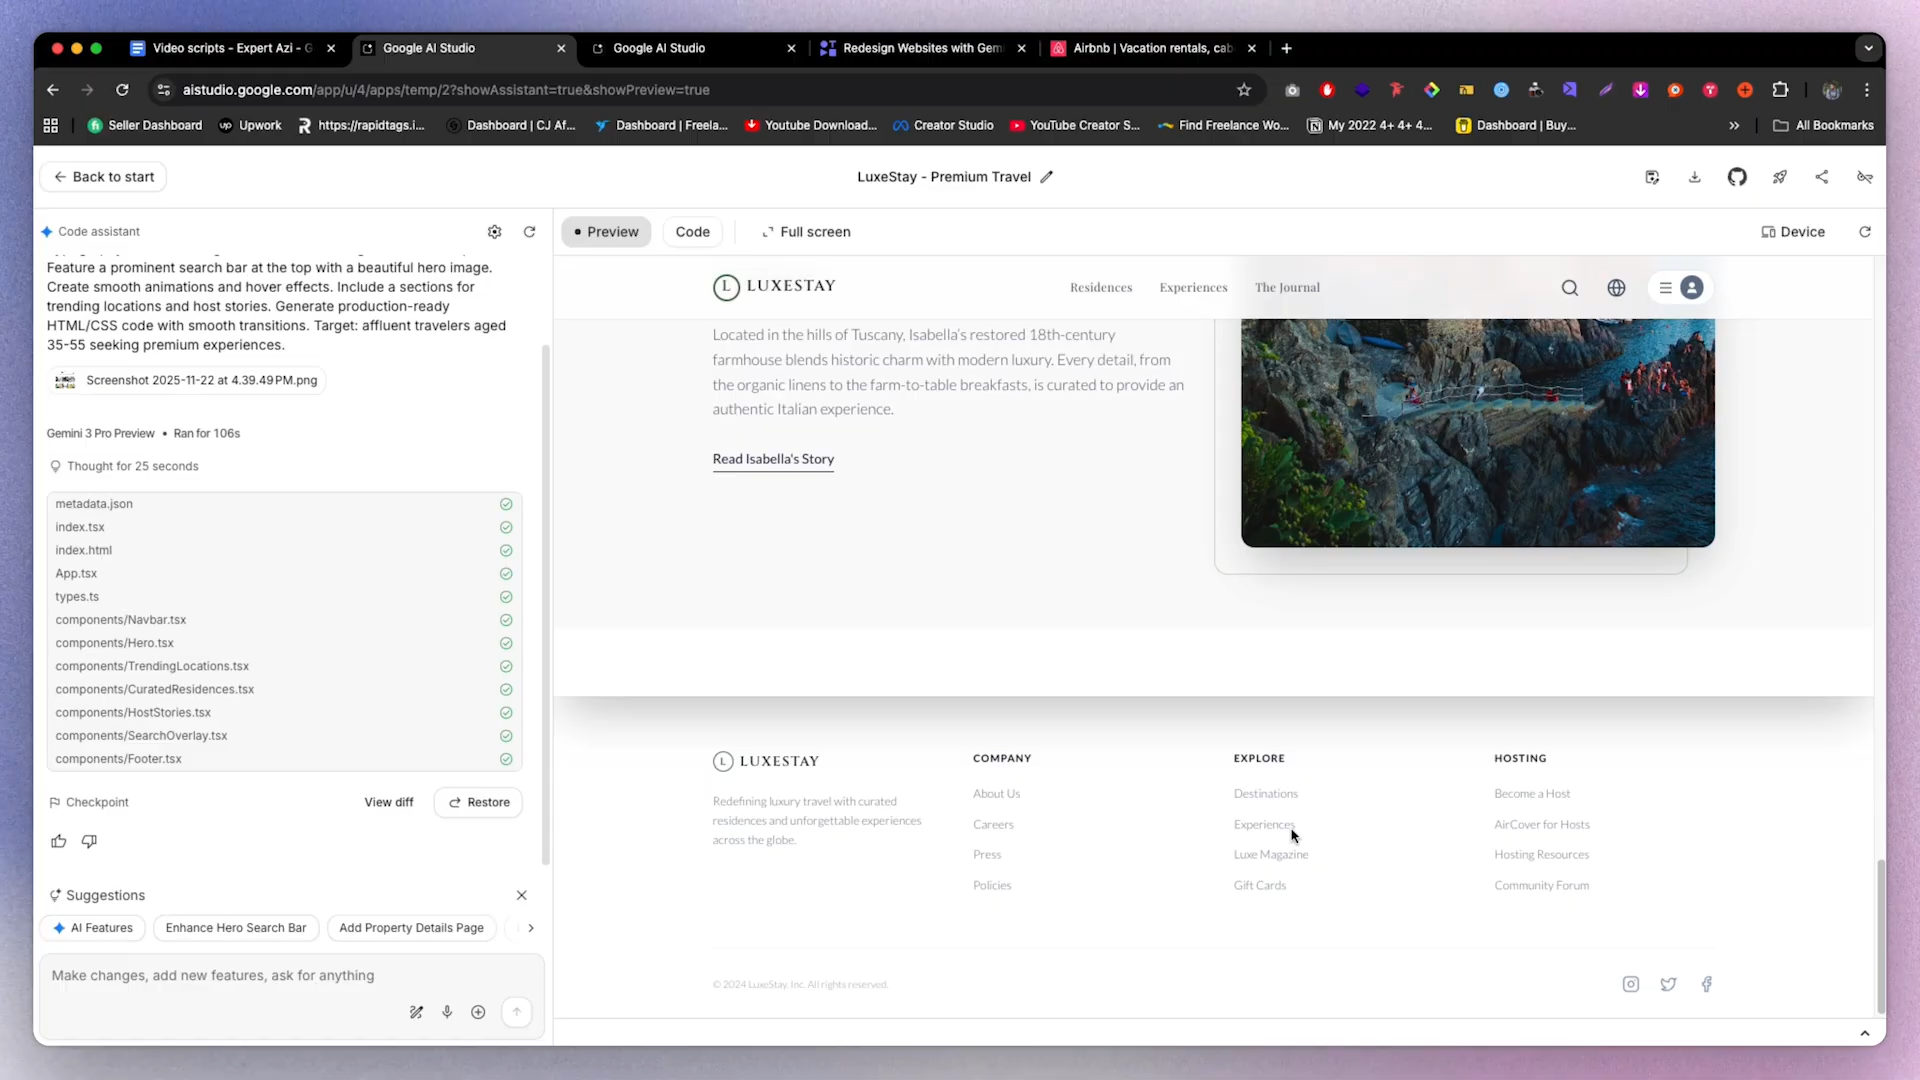 Video scripts - Expert Azi - G
Google AI Studio
Google AI Studio
Redesign Websites with Gem
Airbnb | Vacation rentals, cab
aistudio.google.com/app/u/4/apps/temp/2?showAssistant=true&showPreview=true
Seller Dashboard
up Upwork
https://rapidtags.i...
Dashboard | CJ Af...
Dashboard | Freela...
Youtube Download...
Creator Studio
YouTube Creator S...
Find Freelance Wo...
My 2022 4+ 4+ 4...
Dashboard | Buy...
All Bookmarks
Back to start
LuxeStay - Premium Travel
Code assistant
Preview
Code
Full screen
Device
Feature a prominent search bar at the top with a beautiful hero image.
Create smooth animations and hover effects. Include a sections for
trending locations and host stories. Generate production-ready
HTML/CSS code with smooth transitions. Target: affluent travelers aged
35-55 seeking premium experiences.
Screenshot 2025-11-22 at 4.39.49 PM.png
Gemini 3 Pro Preview • Ran for 106s
Thought for 25 seconds
metadata.json
index.tsx
index.html
App.tsx
types.ts
components/Navbar.tsx
components/Hero.tsx
components/TrendingLocations.tsx
components/CuratedResidences.tsx
components/HostStories.tsx
components/SearchOverlay.tsx
components/Footer.tsx
Checkpoint
View diff
Restore
Suggestions
AI Features
Enhance Hero Search Bar
Add Property Details Page
Make changes, add new features, ask for anything
L LUXESTAY
Residences
Experiences
The Journal
Located in the hills of Tuscany, Isabella's restored 18th-century
farmhouse blends historic charm with modern luxury. Every detail, from
the organic linens to the farm-to-table breakfasts, is curated to provide an
authentic Italian experience.
Read Isabella's Story
L LUXESTAY
Redefining luxury travel with curated
residences and unforgettable experiences
across the globe.
COMPANY
About Us
Careers
Press
Policies
EXPLORE
Destinations
Experiences
Luxe Magazine
Gift Cards
HOSTING
Become a Host
AirCover for Hosts
Hosting Resources
Community Forum
© 2024 LuxeStay, Inc. All rights reserved.